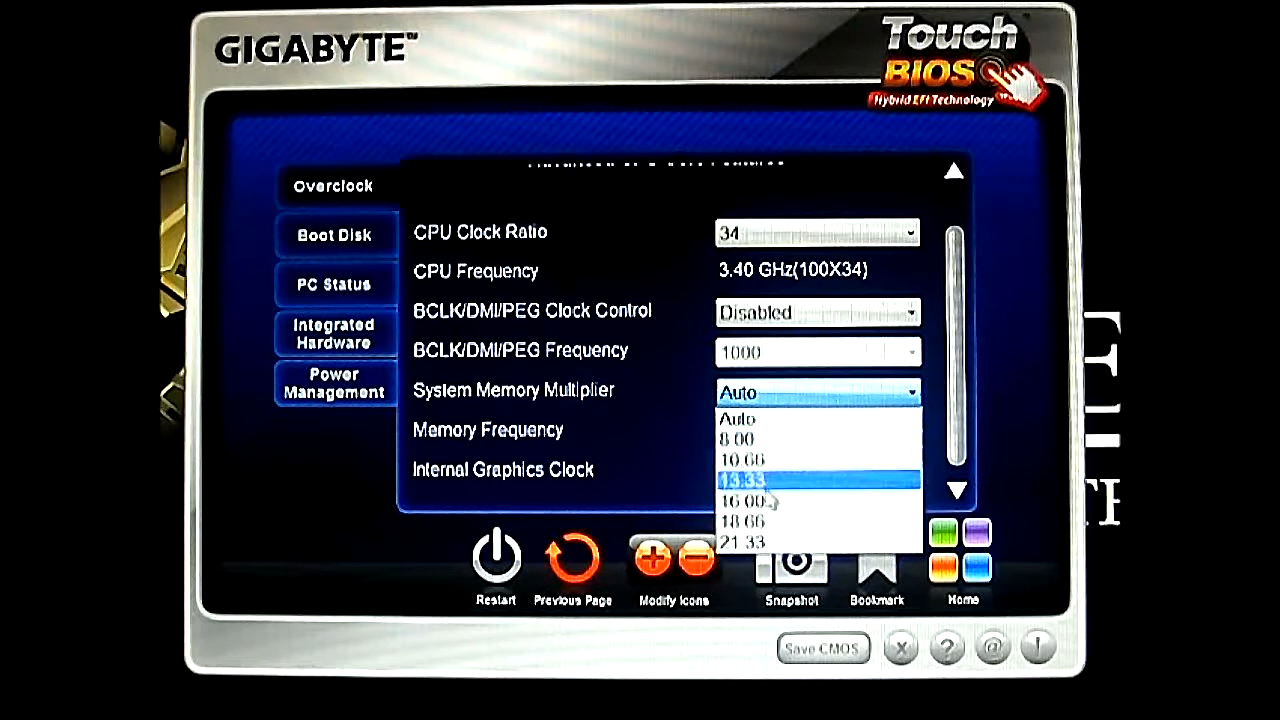 GIGABYTE™
Touch
BIOS
Hybrid EFI Technology
Overclock
Boot Disk
PC Status
Integrated
Hardware
Power
Management
CPU Clock Ratio 34
CPU Frequency 3.40 GHz(100X34)
BCLK/DMI/PEG Clock Control Disabled
BCLK/DMI/PEG Frequency 1000
System Memory Multiplier Auto
Memory Frequency
Internal Graphics Clock
Auto
8.00
10.66
13.33
16.00
18.66
21.33
Restart
Previous Page
Modify Icons
Snapshot
Bookmark
Home
Save CMOS
X
?
@
!
E